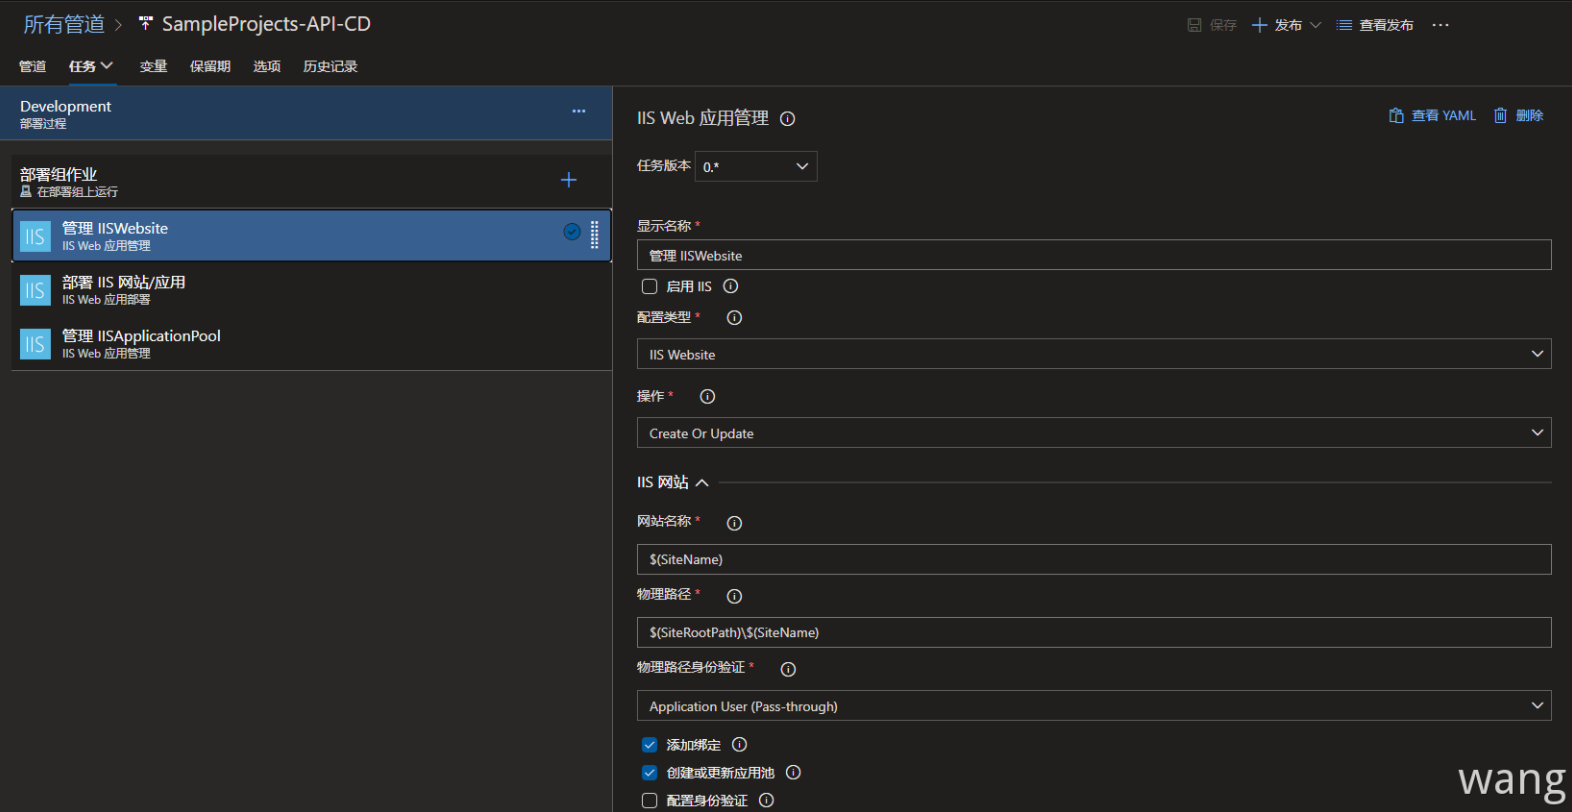 所有管道 > SampleProjects-API-CD
保存 + 发布 查看发布 ...
管道 任务 变量 保留期 选项 历史记录
Development
部署过程
部署组作业
在部署组上运行
IIS 管理 IISWebsite
IIS Web 应用管理
IIS 部署 IIS 网站/应用
IIS Web 应用部署
IIS 管理 IISApplicationPool
IIS Web 应用管理
IIS Web 应用管理
查看 YAML 删除
任务版本 0.*
显示名称 *
管理 IISWebsite
启用 IIS
配置类型 *
IIS Website
操作 *
Create Or Update
IIS 网站
网站名称 *
$(SiteName)
物理路径 *
$(SiteRootPath)\$(SiteName)
物理路径身份验证 *
Application User (Pass-through)
添加绑定
创建或更新应用池
配置身份验证
wang